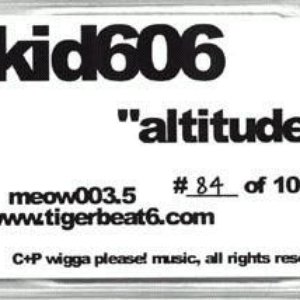 kid606
"altitude
meow003.5
# 84 of 10
www.tigerbeat6.com
C+P wigga please! music, all rights rese